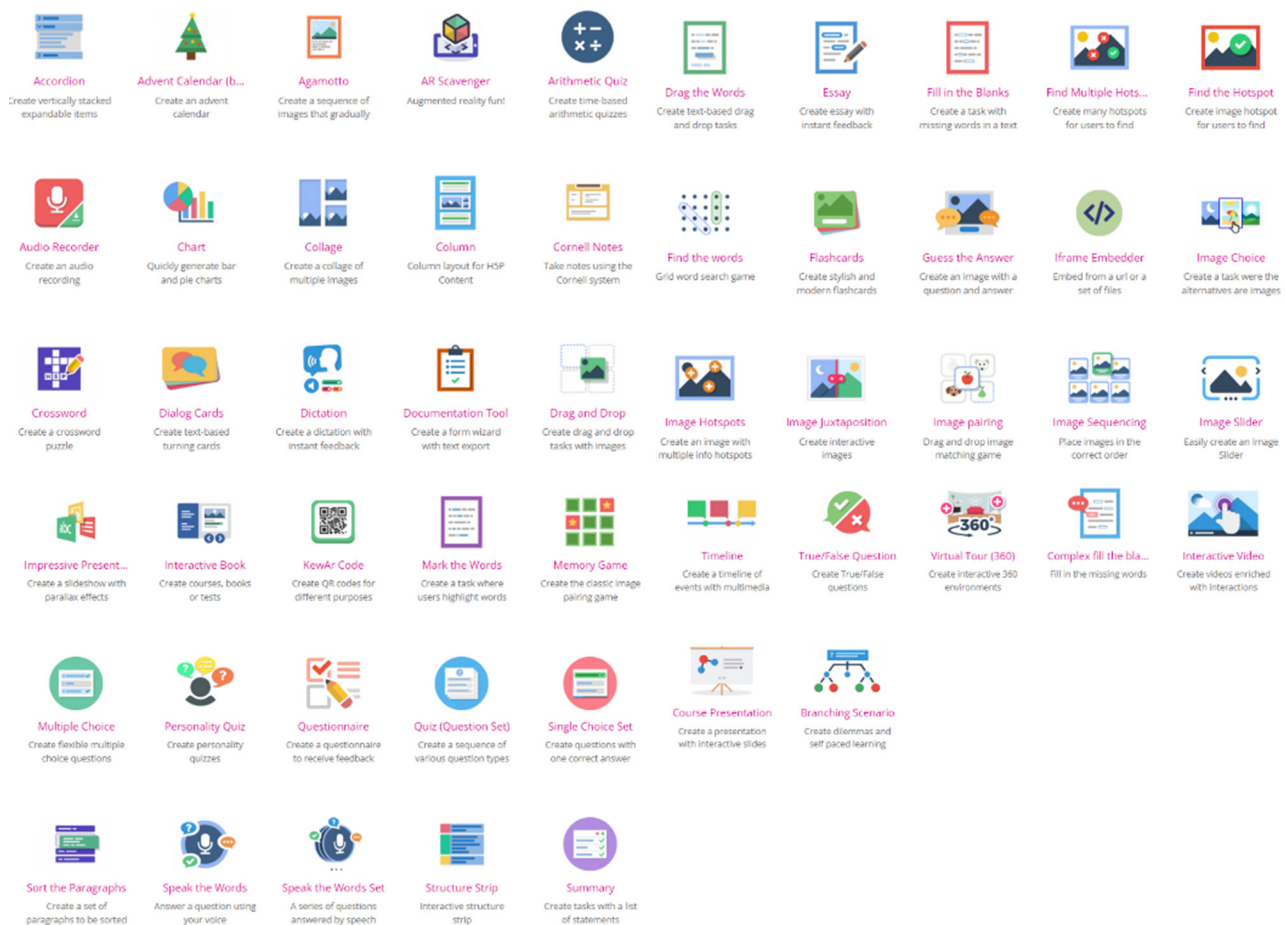 Accordion
Create vertically stacked
expandable items
Advent Calendar (b...
Create an advent
calendar
Agamotto
Create a sequence of
images that gradually
AR Scavenger
Augmented reality fun!
Arithmetic Quiz
Create time-based
arithmetic quizzes
Drag the Words
Create text-based drag
and drop tasks
Essay
Create essay with
instant feedback
Fill in the Blanks
Create a task with
missing words in a text
Find Multiple Hots...
Create many hotspots
for users to find
Find the Hotspot
Create image hotspot
for users to find
Audio Recorder
Create an audio
recording
Chart
Quickly generate bar
and pie charts
Collage
Create a collage of
multiple images
Column
Column layout for H5P
Content
Cornell Notes
Take notes using the
Cornell system
Find the words
Grid word search game
Flashcards
Create stylish and
modern flashcards
Guess the Answer
Create an image with a
question and answer
Iframe Embedder
Embed from a url or a
set of files
Image Choice
Create a task were the
alternatives are images
Crossword
Create a crossword
puzzle
Dialog Cards
Create text-based
turning cards
Dictation
Create a dictation with
instant feedback
Documentation Tool
Create a form wizard
with text export
Drag and Drop
Create drag and drop
tasks with images
Image Hotspots
Create an image with
multiple info hotspots
Image Juxtaposition
Create interactive
images
Image pairing
Drag and drop image
matching game
Image Sequencing
Place images in the
correct order
Image Slider
Easily create an Image
Slider
abc
Impressive Present...
Create a slideshow with
parallax effects
Interactive Book
Create courses, books
or tests
KewAr Code
Create QR codes for
different purposes
Mark the Words
Create a task where
users highlight words
Memory Game
Create the classic image
pairing game
Timeline
Create a timeline of
events with multimedia
True/False Question
Create True/False
questions
360°
Virtual Tour (360)
Create interactive 360
environments
Complex fill the bla...
Fill in the missing words
Interactive Video
Create videos enriched
with interactions
Multiple Choice
Create flexible multiple
choice questions
Personality Quiz
Create personality
quizzes
Questionnaire
Create a questionnaire
to receive feedback
Quiz (Question Set)
Create a sequence of
various question types
Single Choice Set
Create questions with
one correct answer
Course Presentation
Create a presentation
with interactive slides
Branching Scenario
Create dilemmas and
self paced learning
Sort the Paragraphs
Create a set of
paragraphs to be sorted
Speak the Words
Answer a question using
your voice
Speak the Words Set
A series of questions
answered by speech
Structure Strip
Interactive structure
strip
Summary
Create tasks with a list
of statements